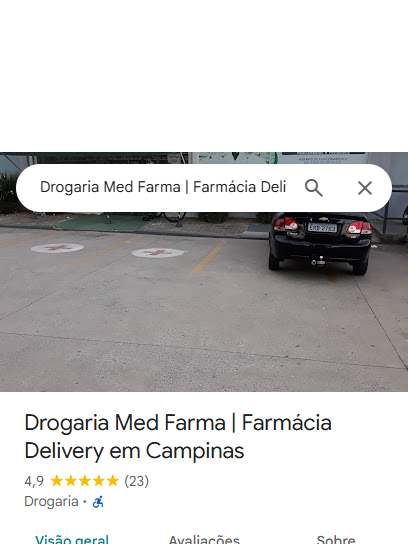 Drogaria Med Farma | Farmácia Deli
Drogaria Med Farma | Farmácia
Delivery em Campinas
4,9 ★★★★★ (23)
Drogaria ·
Visão geral
Avaliações
Sobre